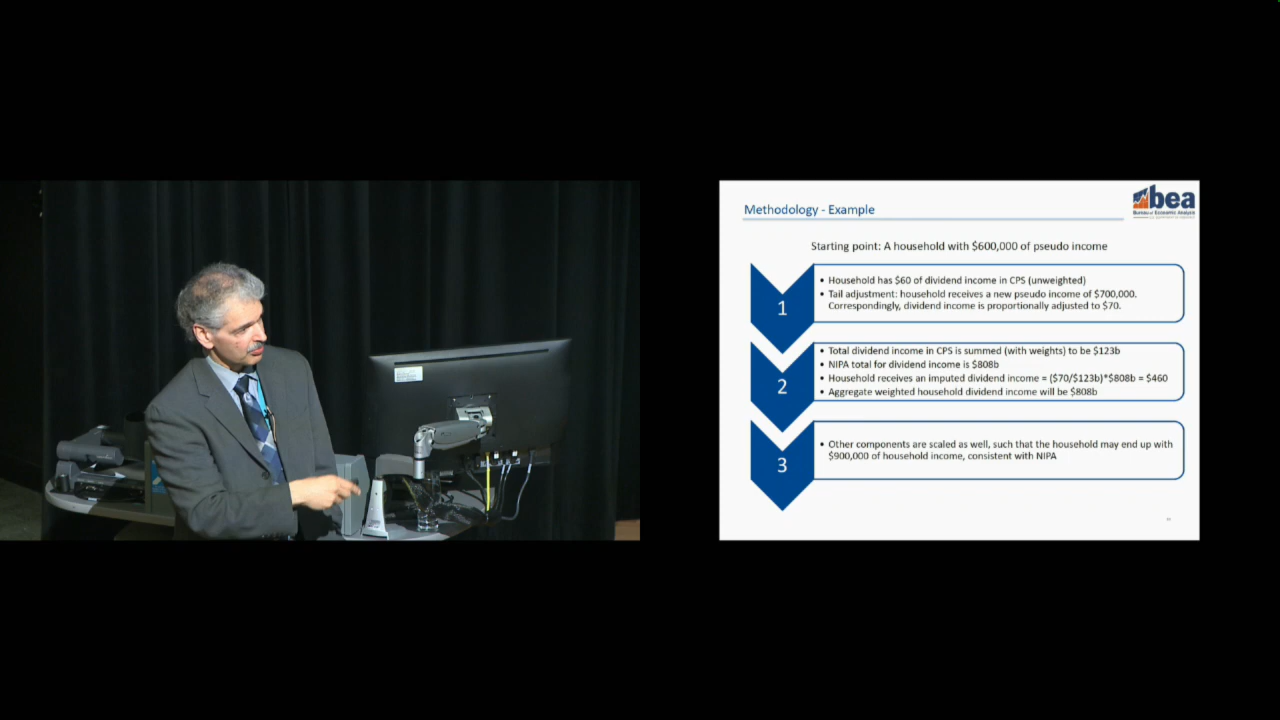 Methodology - Example
bea
Bureau of Economic Analysis
Starting point: A household with $600,000 of pseudo income
1
• Household has $60 of dividend income in CPS (unweighted)
• Tail adjustment: household receives a new pseudo income of $700,000.
Correspondingly, dividend income is proportionally adjusted to $70.
2
• Total dividend income in CPS is summed (with weights) to be $123b
• NIPA total for dividend income is $808b
• Household receives an imputed dividend income = ($70/$123b)*$808b = $460
• Aggregate weighted household dividend income will be $808b
3
• Other components are scaled as well, such that the household may end up with
$900,000 of household income, consistent with NIPA